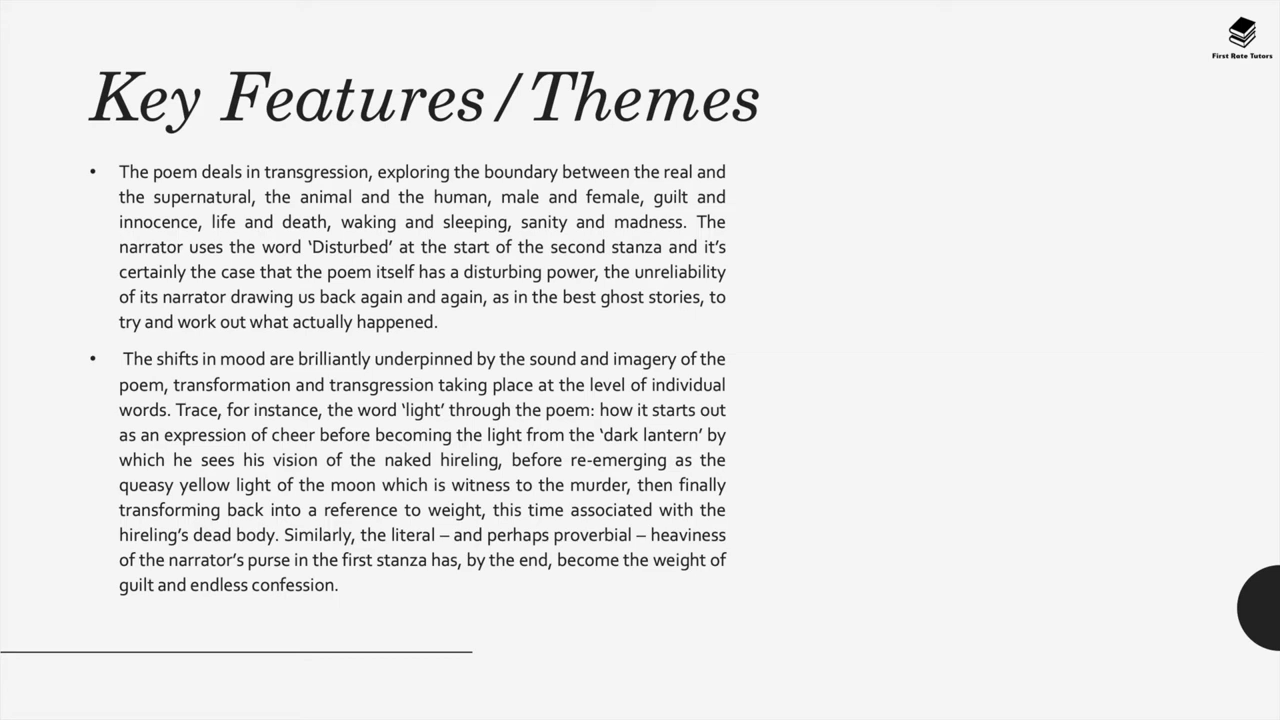 First Rate Tutors
Key Features/Themes
• The poem deals in transgression, exploring the boundary between the real and
the supernatural, the animal and the human, male and female, guilt and
innocence, life and death, waking and sleeping, sanity and madness. The
narrator uses the word ‘Disturbed’ at the start of the second stanza and it’s
certainly the case that the poem itself has a disturbing power, the unreliability
of its narrator drawing us back again and again, as in the best ghost stories, to
try and work out what actually happened.
• The shifts in mood are brilliantly underpinned by the sound and imagery of the
poem, transformation and transgression taking place at the level of individual
words. Trace, for instance, the word ‘light’ through the poem: how it starts out
as an expression of cheer before becoming the light from the ‘dark lantern’ by
which he sees his vision of the naked hireling, before re-emerging as the
queasy yellow light of the moon which is witness to the murder, then finally
transforming back into a reference to weight, this time associated with the
hireling’s dead body. Similarly, the literal – and perhaps proverbial – heaviness
of the narrator’s purse in the first stanza has, by the end, become the weight of
guilt and endless confession.